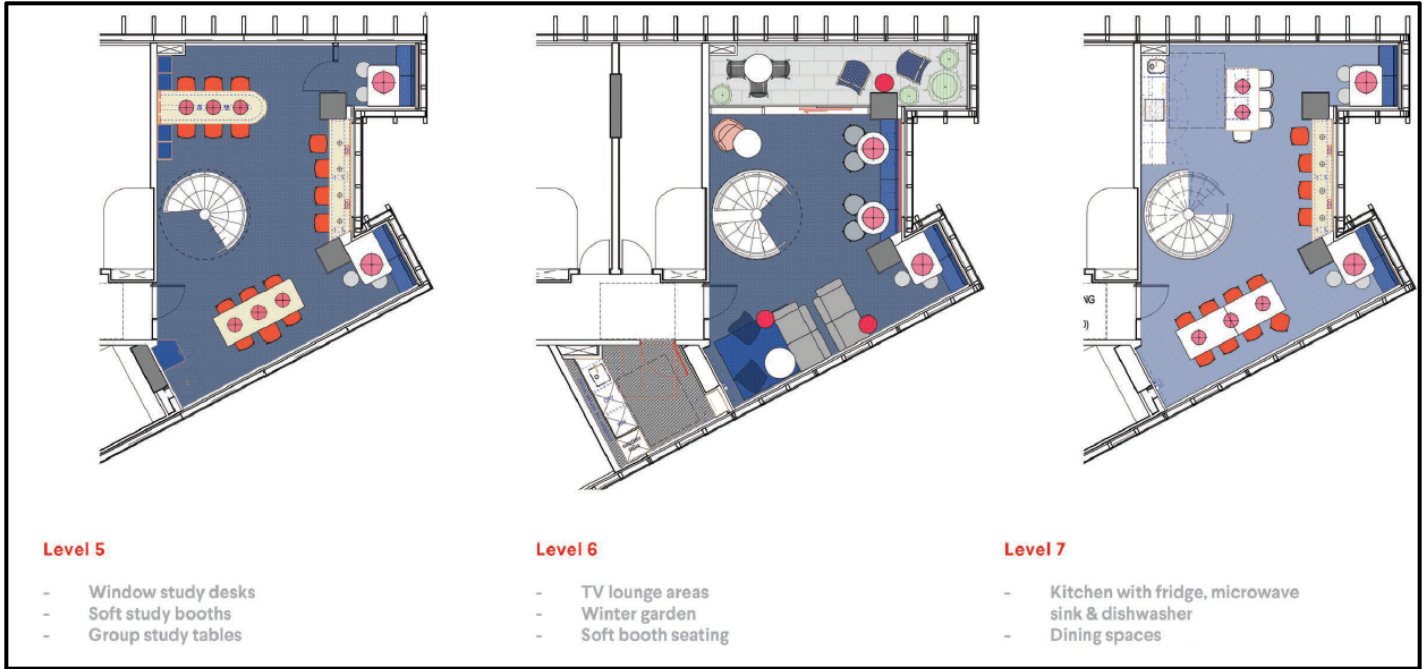 NG
)
Level 5
- Window study desks
- Soft study booths
- Group study tables
Level 6
- TV lounge areas
- Winter garden
- Soft booth seating
Level 7
- Kitchen with fridge, microwave
sink & dishwasher
- Dining spaces